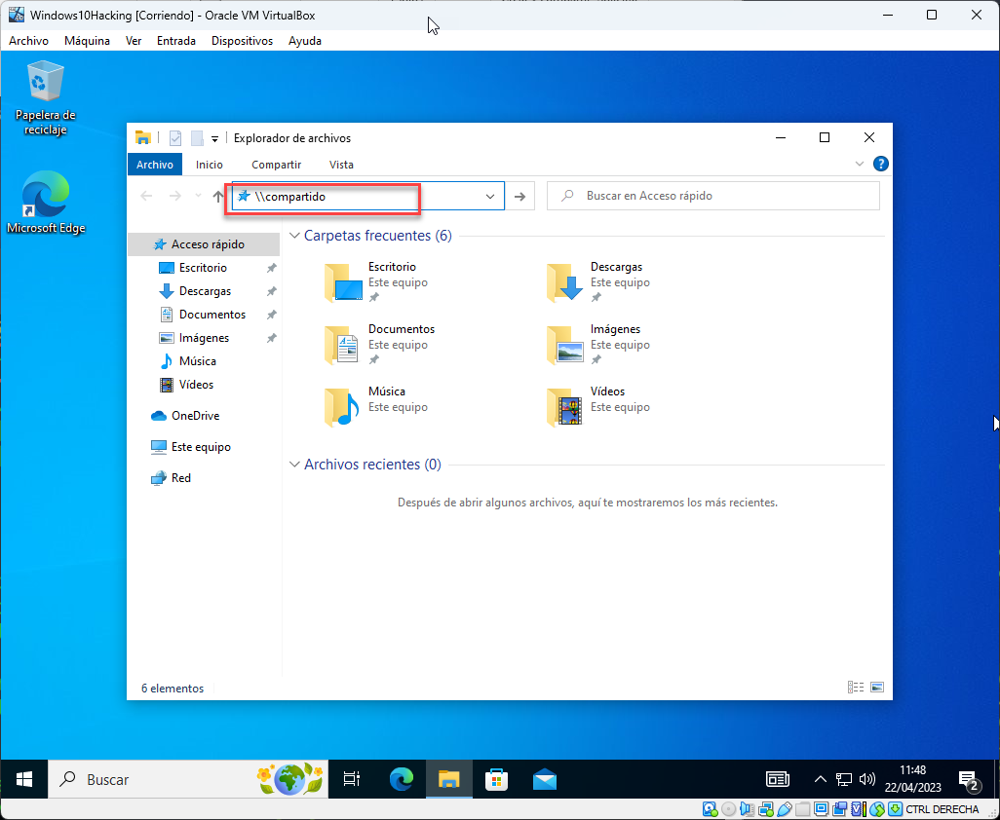 Windows10Hacking [Corriendo] - Oracle VM VirtualBox
Archivo Máquina Ver Entrada Dispositivos Ayuda
Papelera de
reciclaje
Microsoft Edge
Explorador de archivos
Archivo Inicio Compartir Vista
\\compartido
Buscar en Acceso rápido
Acceso rápido
Escritorio
Descargas
Documentos
Imágenes
Música
Vídeos
OneDrive
Este equipo
Red
Carpetas frecuentes (6)
Escritorio
Este equipo
Descargas
Este equipo
Documentos
Este equipo
Imágenes
Este equipo
Música
Este equipo
Vídeos
Este equipo
Archivos recientes (0)
Después de abrir algunos archivos, aquí te mostraremos los más recientes.
6 elementos
Buscar
11:48
22/04/2023
2
CTRL DERECHA